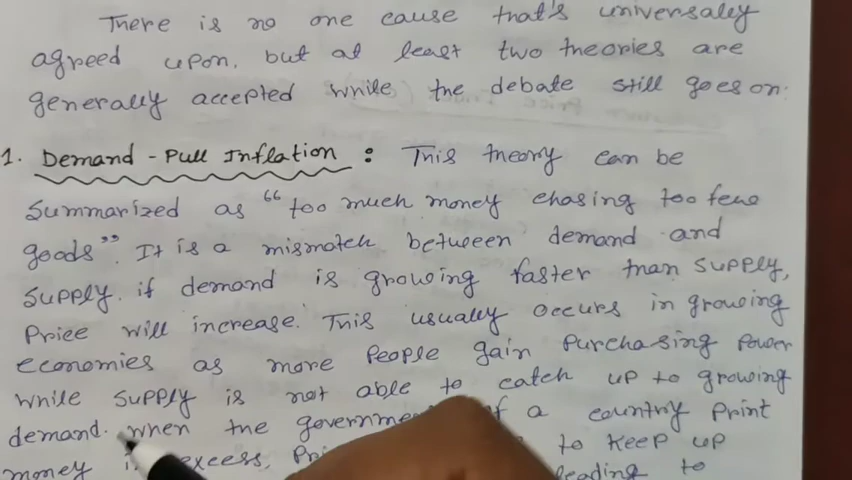 There is no one cause that's universally
agreed upon, but at least two theories are
generally accepted while the debate still goes on.
1. Demand - Pull Inflation : This theory can be
Summarized as "too much money chasing too few
goods". It is a mismatch between demand and
supply. if demand is growing faster than supply,
Price will increase. This usually occurs in growing
economies as more People gain Purchasing Power
while supply is not able to catch up to growing
demand. when the of a country print
money excess, to keep up
leading to